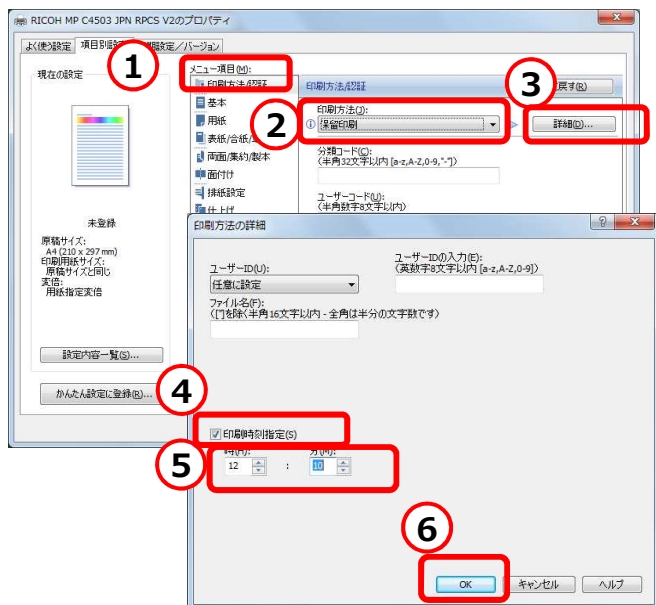 RICOH MP C4503 JPN RPCS V2のプロパティ
よく使う設定 項目別設
期設定／バージョン
1
現在の設定
メニュー項目(M):
印刷方法/認証
基本
用紙
表紙/合紙/
両面/集約/製本
面付け
排紙設定
仕上げ
印刷方法/認証
3
戻す(R)
2
印刷方法(J):
保留印刷
詳細(D)...
分類コード(C):
(半角32文字以内 [a-z,A-Z,0-9,"-"])
ユーザーコード(U):
(半角数字8文字以内)
未登録
原稿サイズ:
A4 (210 x 297 mm)
印刷用紙サイズ:
原稿サイズと同じ
変倍:
用紙指定変倍
設定内容一覧(S)...
かんたん設定に登録(R)...
印刷方法の詳細
ユーザーID(U):
任意に設定
ユーザーIDの入力(E):
(英数字8文字以内 [a-z,A-Z,0-9])
ファイル名(F):
(["]を除く半角16文字以内 - 全角は半分の文字数です)
4
印刷時刻指定(S)
5
時(H):
分(M):
12 : 10
6
OK キャンセル ヘルプ